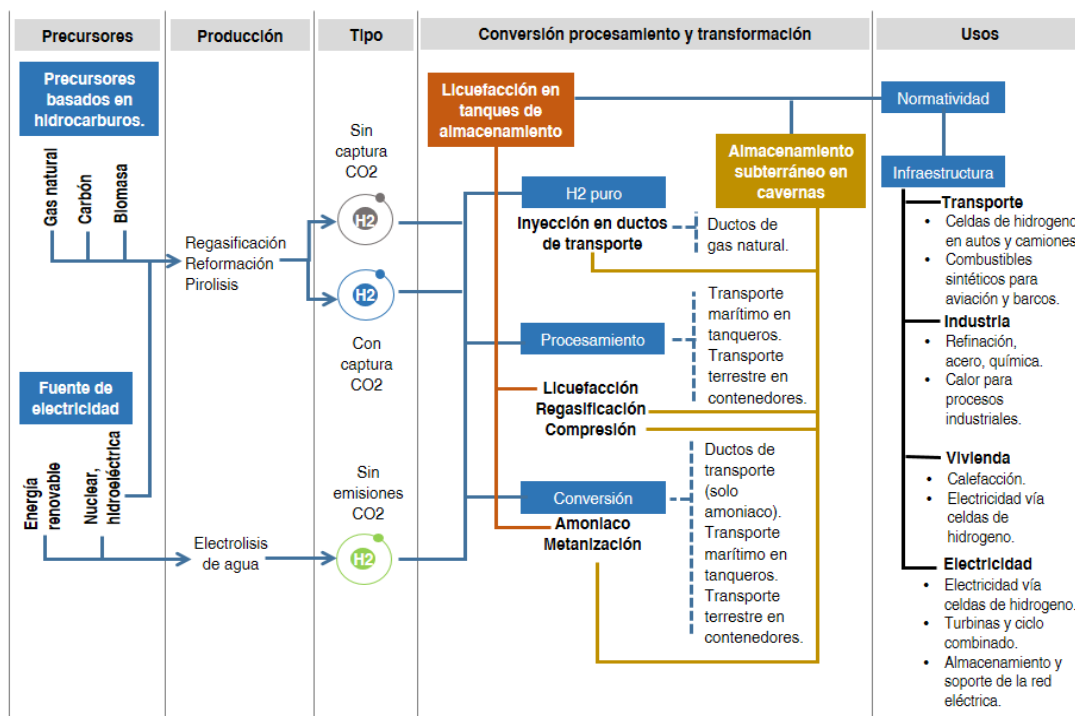 Precursores
Producción
Tipo
Conversión procesamiento y transformación
Usos
Precursores
basados en
hidrocarburos.
Gas natural
Carbón
Biomasa
Fuente de
electricidad
Energía
renovable
Nuclear,
hidroeléctrica
Regasificación
Reformación
Pirolisis
Electrolisis
de agua
Sin
captura
CO2
H2
H2
Con
captura
CO2
Sin
emisiones
CO2
H2
Licuefacción en
tanques de
almacenamiento
Almacenamiento
subterráneo en
cavernas
H2 puro
Inyección en ductos
de transporte
Ductos de
gas natural.
Procesamiento
Transporte
marítimo en
tanqueros.
Transporte
terrestre en
contenedores.
Licuefacción
Regasificación
Compresión
Conversión
Amoniaco
Metanización
Ductos de
transporte
(solo
amoniaco).
Transporte
marítimo en
tanqueros.
Transporte
terrestre en
contenedores.
Normatividad
Infraestructura
Transporte
• Celdas de hidrogeno
en autos y camiones
• Combustibles
sintéticos para
aviación y barcos.
Industria
• Refinación,
acero, química.
• Calor para
procesos
industriales.
Vivienda
• Calefacción.
• Electricidad vía
celdas de
hidrogeno.
Electricidad
• Electricidad vía
celdas de hidrogeno.
• Turbinas y ciclo
combinado.
• Almacenamiento y
soporte de la red
eléctrica.